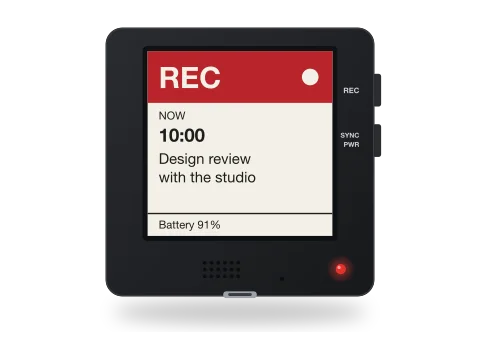 REC
NOW
10:00
Design review
with the studio
Battery 91%
REC
SYNC
PWR